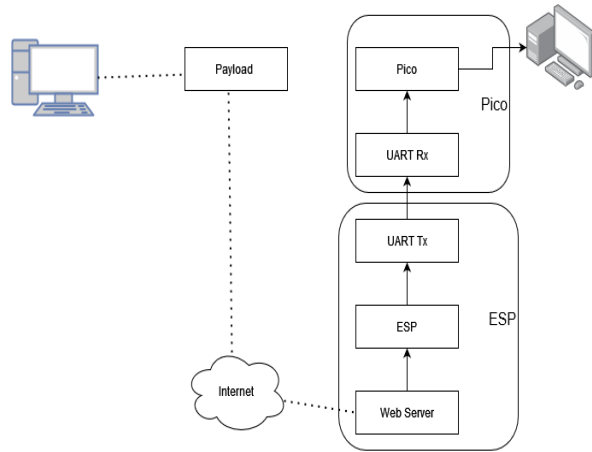 Payload
Pico
Pico
UART Rx
UART Tx
ESP
ESP
Internet
Web Server